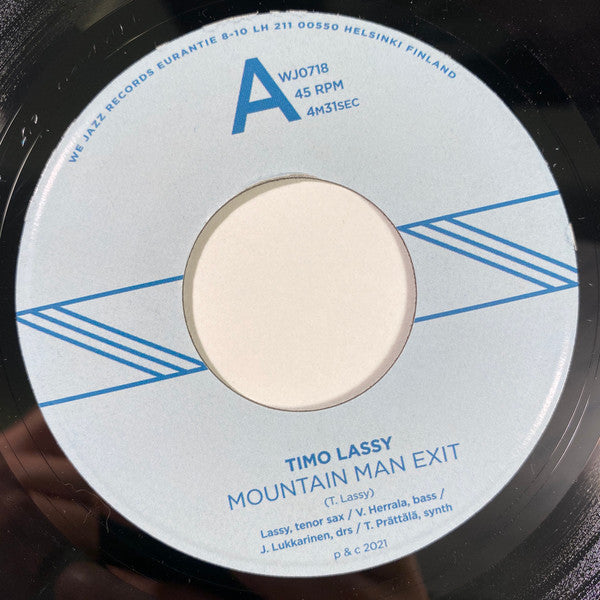 WE JAZZ RECORDS EURANTIE 8-10 LH 211 00550 HELSINKI FINLAND
A
WJ0718
45 RPM
4M31SEC
TIMO LASSY
MOUNTAIN MAN EXIT
(T. Lassy)
Lassy, tenor sax / V. Herrala, bass /
J. Lukkarinen, drs / T. Prättälä, synth
p & c 2021